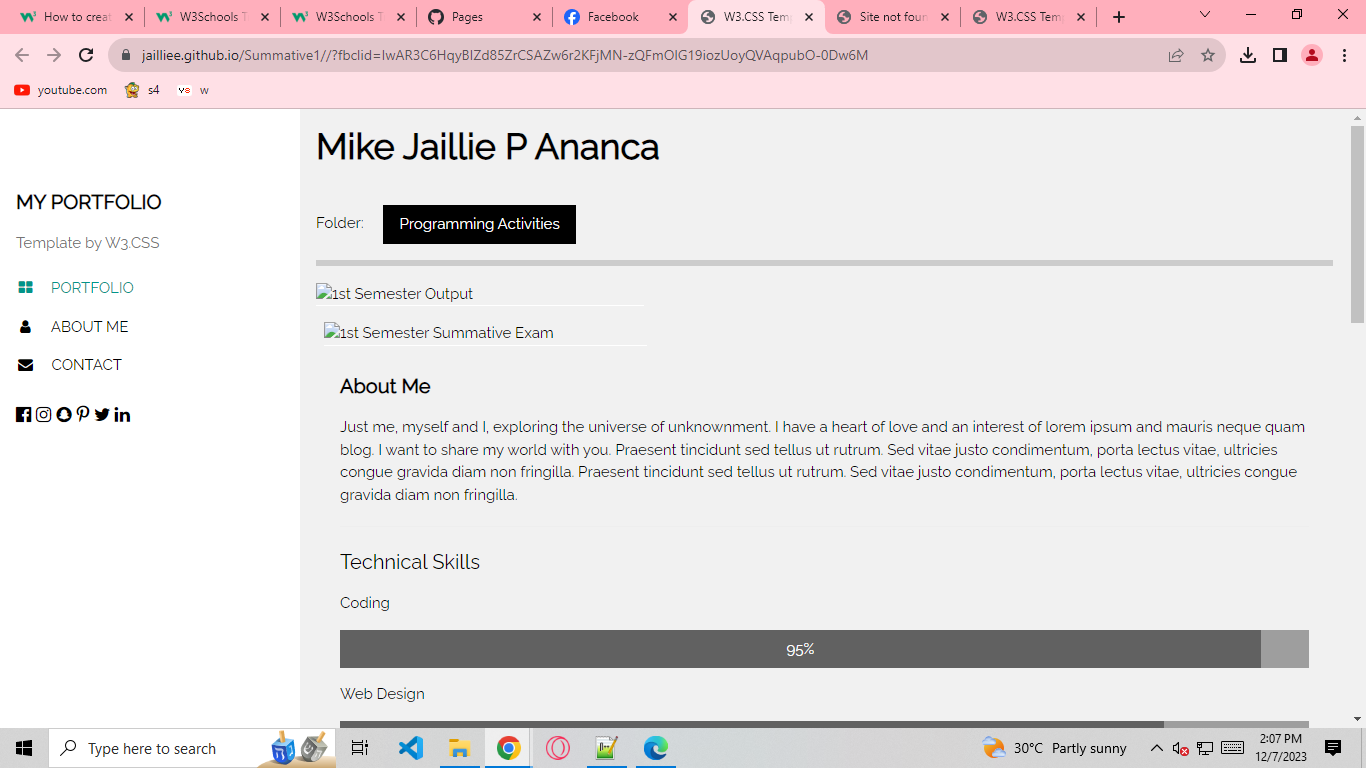 How to creat
W3Schools T
W3Schools T
Pages
Facebook
W3.CSS Tem
Site not foun
W3.CSS Tem
jailliee.github.io/Summative1//?fbclid=IwAR3C6HqyBIZd85ZrCSAZw6r2KFjMN-zQFmOIG19iozUoyQVAqpubO-0Dw6M
youtube.com
s4
w
Mike Jaillie P Ananca
MY PORTFOLIO
Template by W3.CSS
PORTFOLIO
ABOUT ME
CONTACT
Folder:
Programming Activities
1st Semester Output
1st Semester Summative Exam
About Me
Just me, myself and I, exploring the universe of unknownment. I have a heart of love and an interest of lorem ipsum and mauris neque quam
blog. I want to share my world with you. Praesent tincidunt sed tellus ut rutrum. Sed vitae justo condimentum, porta lectus vitae, ultricies
congue gravida diam non fringilla. Praesent tincidunt sed tellus ut rutrum. Sed vitae justo condimentum, porta lectus vitae, ultricies congue
gravida diam non fringilla.
Technical Skills
Coding
95%
Web Design
Type here to search
30°C Partly sunny
2:07 PM
12/7/2023